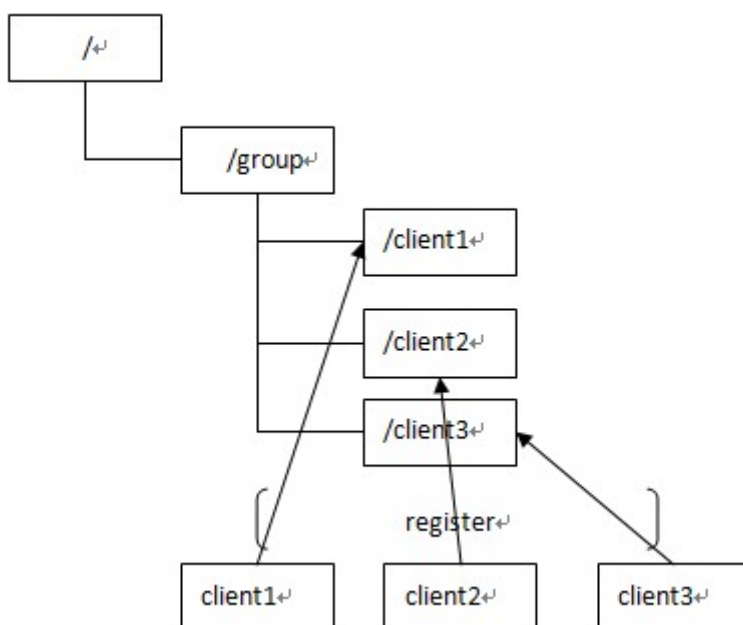 /
/group
/client1
/client2
/client3
register
client1
client2
client3